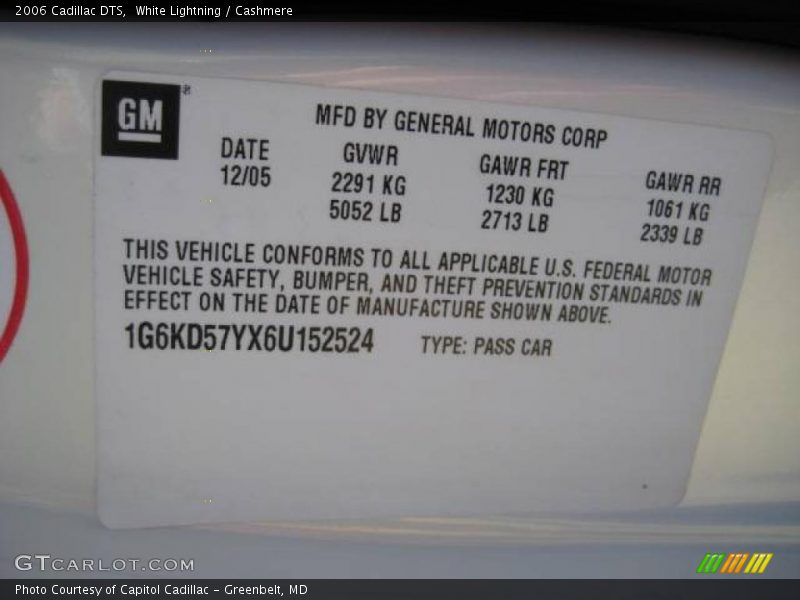 2006 Cadillac DTS,  White Lightning / Cashmere
GM®
MFD BY GENERAL MOTORS CORP
DATE GVWR GAWR FRT GAWR RR
12/05 2291 KG 1230 KG 1061 KG
5052 LB 2713 LB 2339 LB
THIS VEHICLE CONFORMS TO ALL APPLICABLE U.S. FEDERAL MOTOR
VEHICLE SAFETY, BUMPER, AND THEFT PREVENTION STANDARDS IN
EFFECT ON THE DATE OF MANUFACTURE SHOWN ABOVE.
1G6KD57YX6U152524 TYPE: PASS CAR
GTCARLOT.COM
Photo Courtesy of Capitol Cadillac - Greenbelt, MD